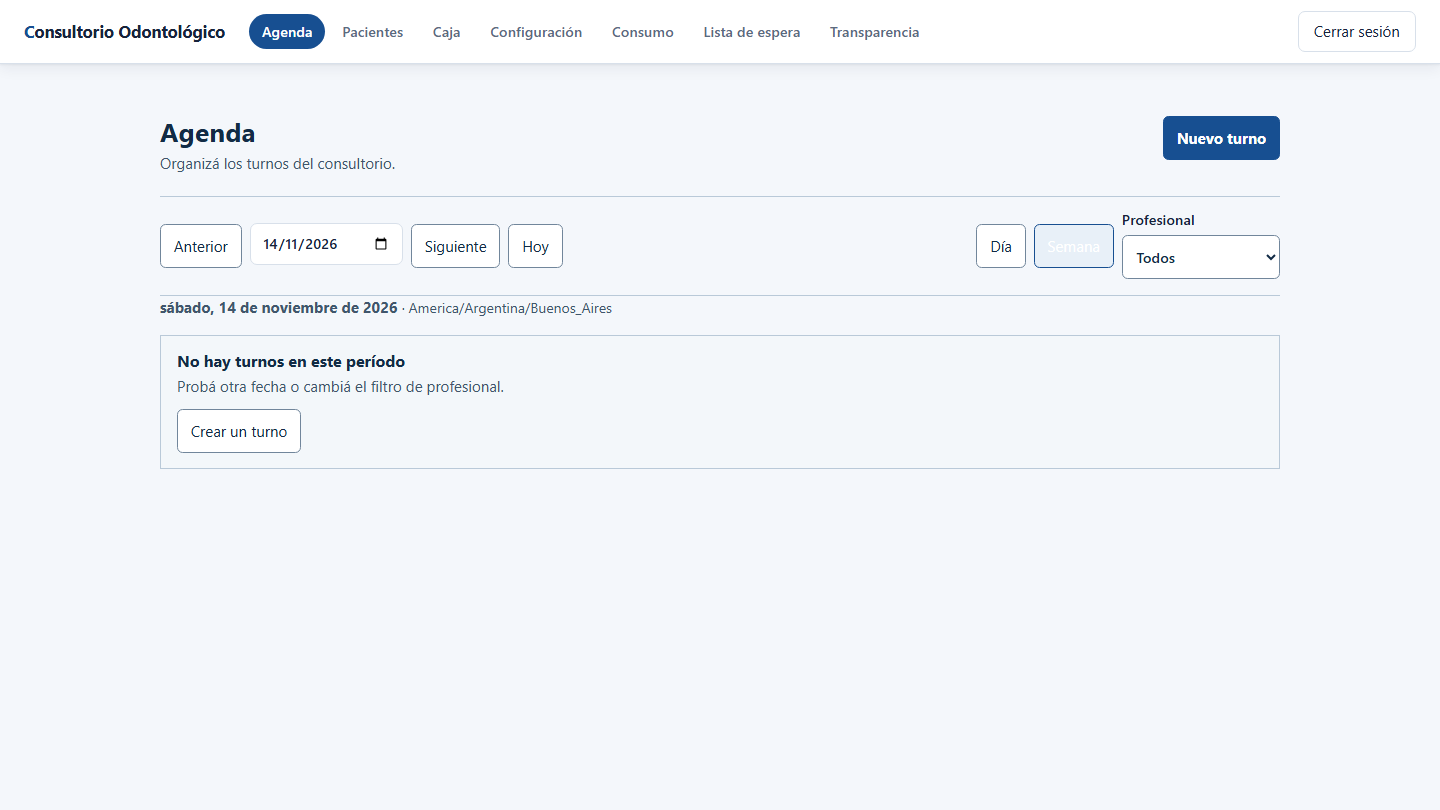 Consultorio Odontológico Agenda Pacientes Caja Configuración Consumo Lista de espera Transparencia Cerrar sesión
Agenda
Nuevo turno
Organizá los turnos del consultorio.
Profesional
Anterior 14/11/2026 Siguiente Hoy Día Semana Todos
sábado, 14 de noviembre de 2026 · America/Argentina/Buenos_Aires
No hay turnos en este período
Probá otra fecha o cambiá el filtro de profesional.
Crear un turno